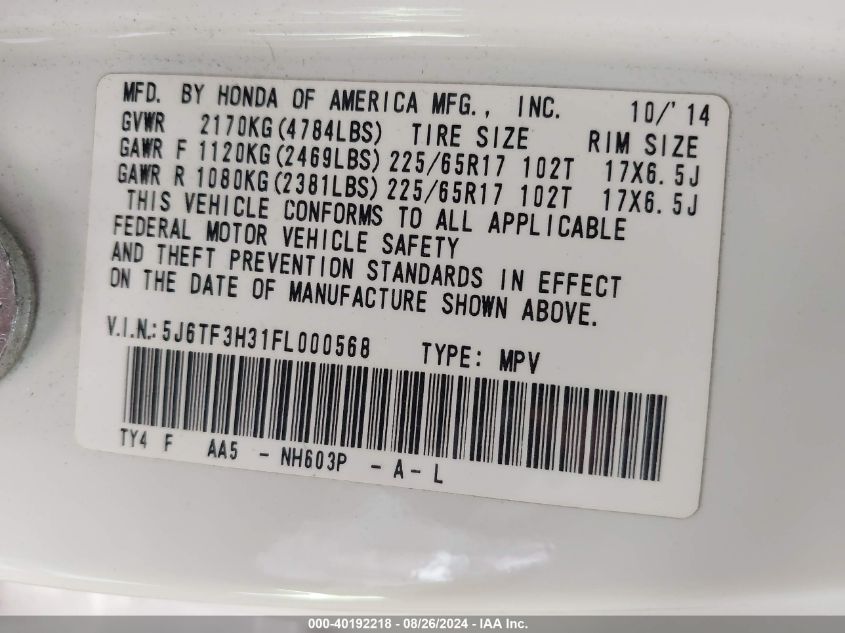 MFD. BY HONDA OF AMERICA MFG., INC. 10/'14
GVWR 2170KG(4784LBS) TIRE SIZE RIM SIZE
GAWR F 1120KG(2469LBS) 225/65R17 102T 17X6.5J
GAWR R 1080KG(2381LBS) 225/65R17 102T 17X6.5J
THIS VEHICLE CONFORMS TO ALL APPLICABLE
FEDERAL MOTOR VEHICLE SAFETY
AND THEFT PREVENTION STANDARDS IN EFFECT
ON THE DATE OF MANUFACTURE SHOWN ABOVE.
V.I.N.: 5J6TF3H31FL000568 TYPE: MPV
TY4 F AA5 - NH603P - A - L
000-40192218 - 08/26/2024 - IAA Inc.